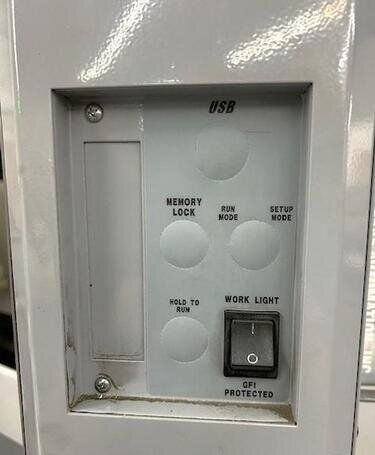 USB
MEMORY
LOCK
RUN
MODE
SETUP
MODE
HOLD TO
RUN
WORK LIGHT
GFI
PROTECTED